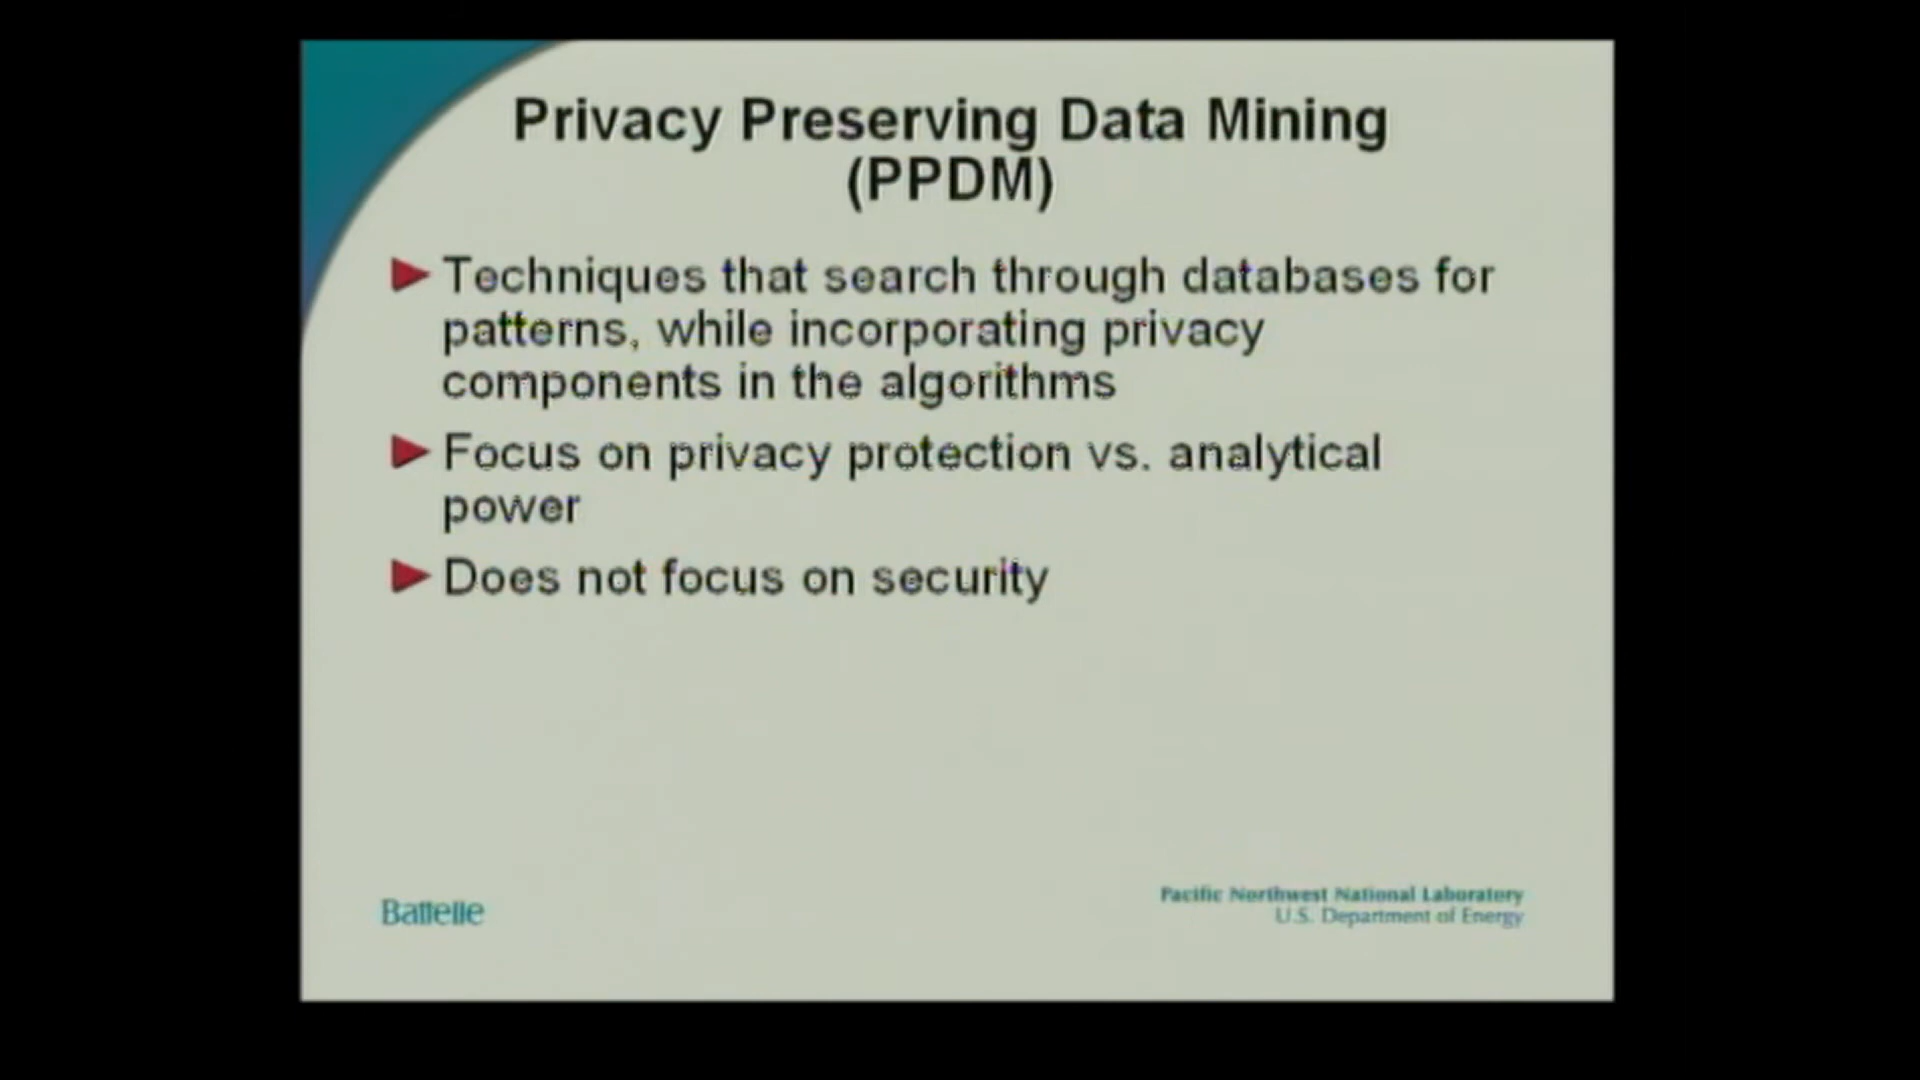 Privacy Preserving Data Mining
(PPDM)
Techniques that search through databases for
patterns, while incorporating privacy
components in the algorithms
Focus on privacy protection vs. analytical
power
Does not focus on security
Battelle
Pacific Northwest National Laboratory
U.S. Department of Energy